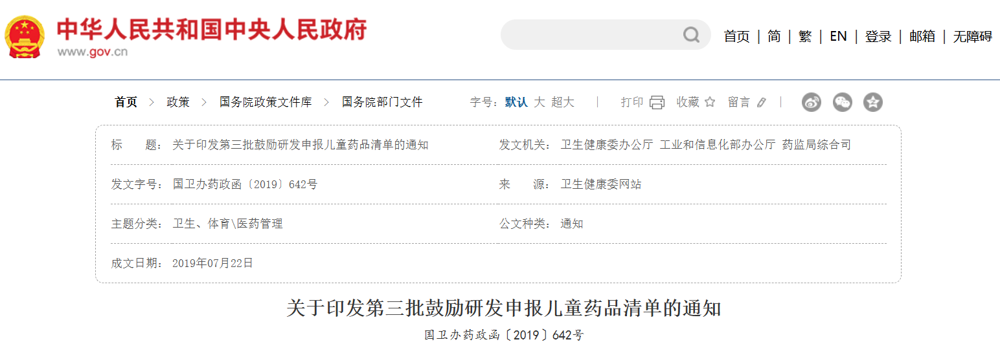 中华人民共和国中央人民政府
www.gov.cn
首页 | 简 | 繁 | EN | 登录 | 邮箱 | 无障碍
首页 > 政策 > 国务院政策文件库 > 国务院部门文件
字号：默认 大 超大 | 打印 收藏 留言 |
标 题： 关于印发第三批鼓励研发申报儿童药品清单的通知 发文机关： 卫生健康委办公厅 工业和信息化部办公厅 药监局综合司
发文字号： 国卫办药政函〔2019〕642号 来 源： 卫生健康委网站
主题分类： 卫生、体育\医药管理 公文种类： 通知
成文日期： 2019年07月22日
关于印发第三批鼓励研发申报儿童药品清单的通知
国卫办药政函〔2019〕642号